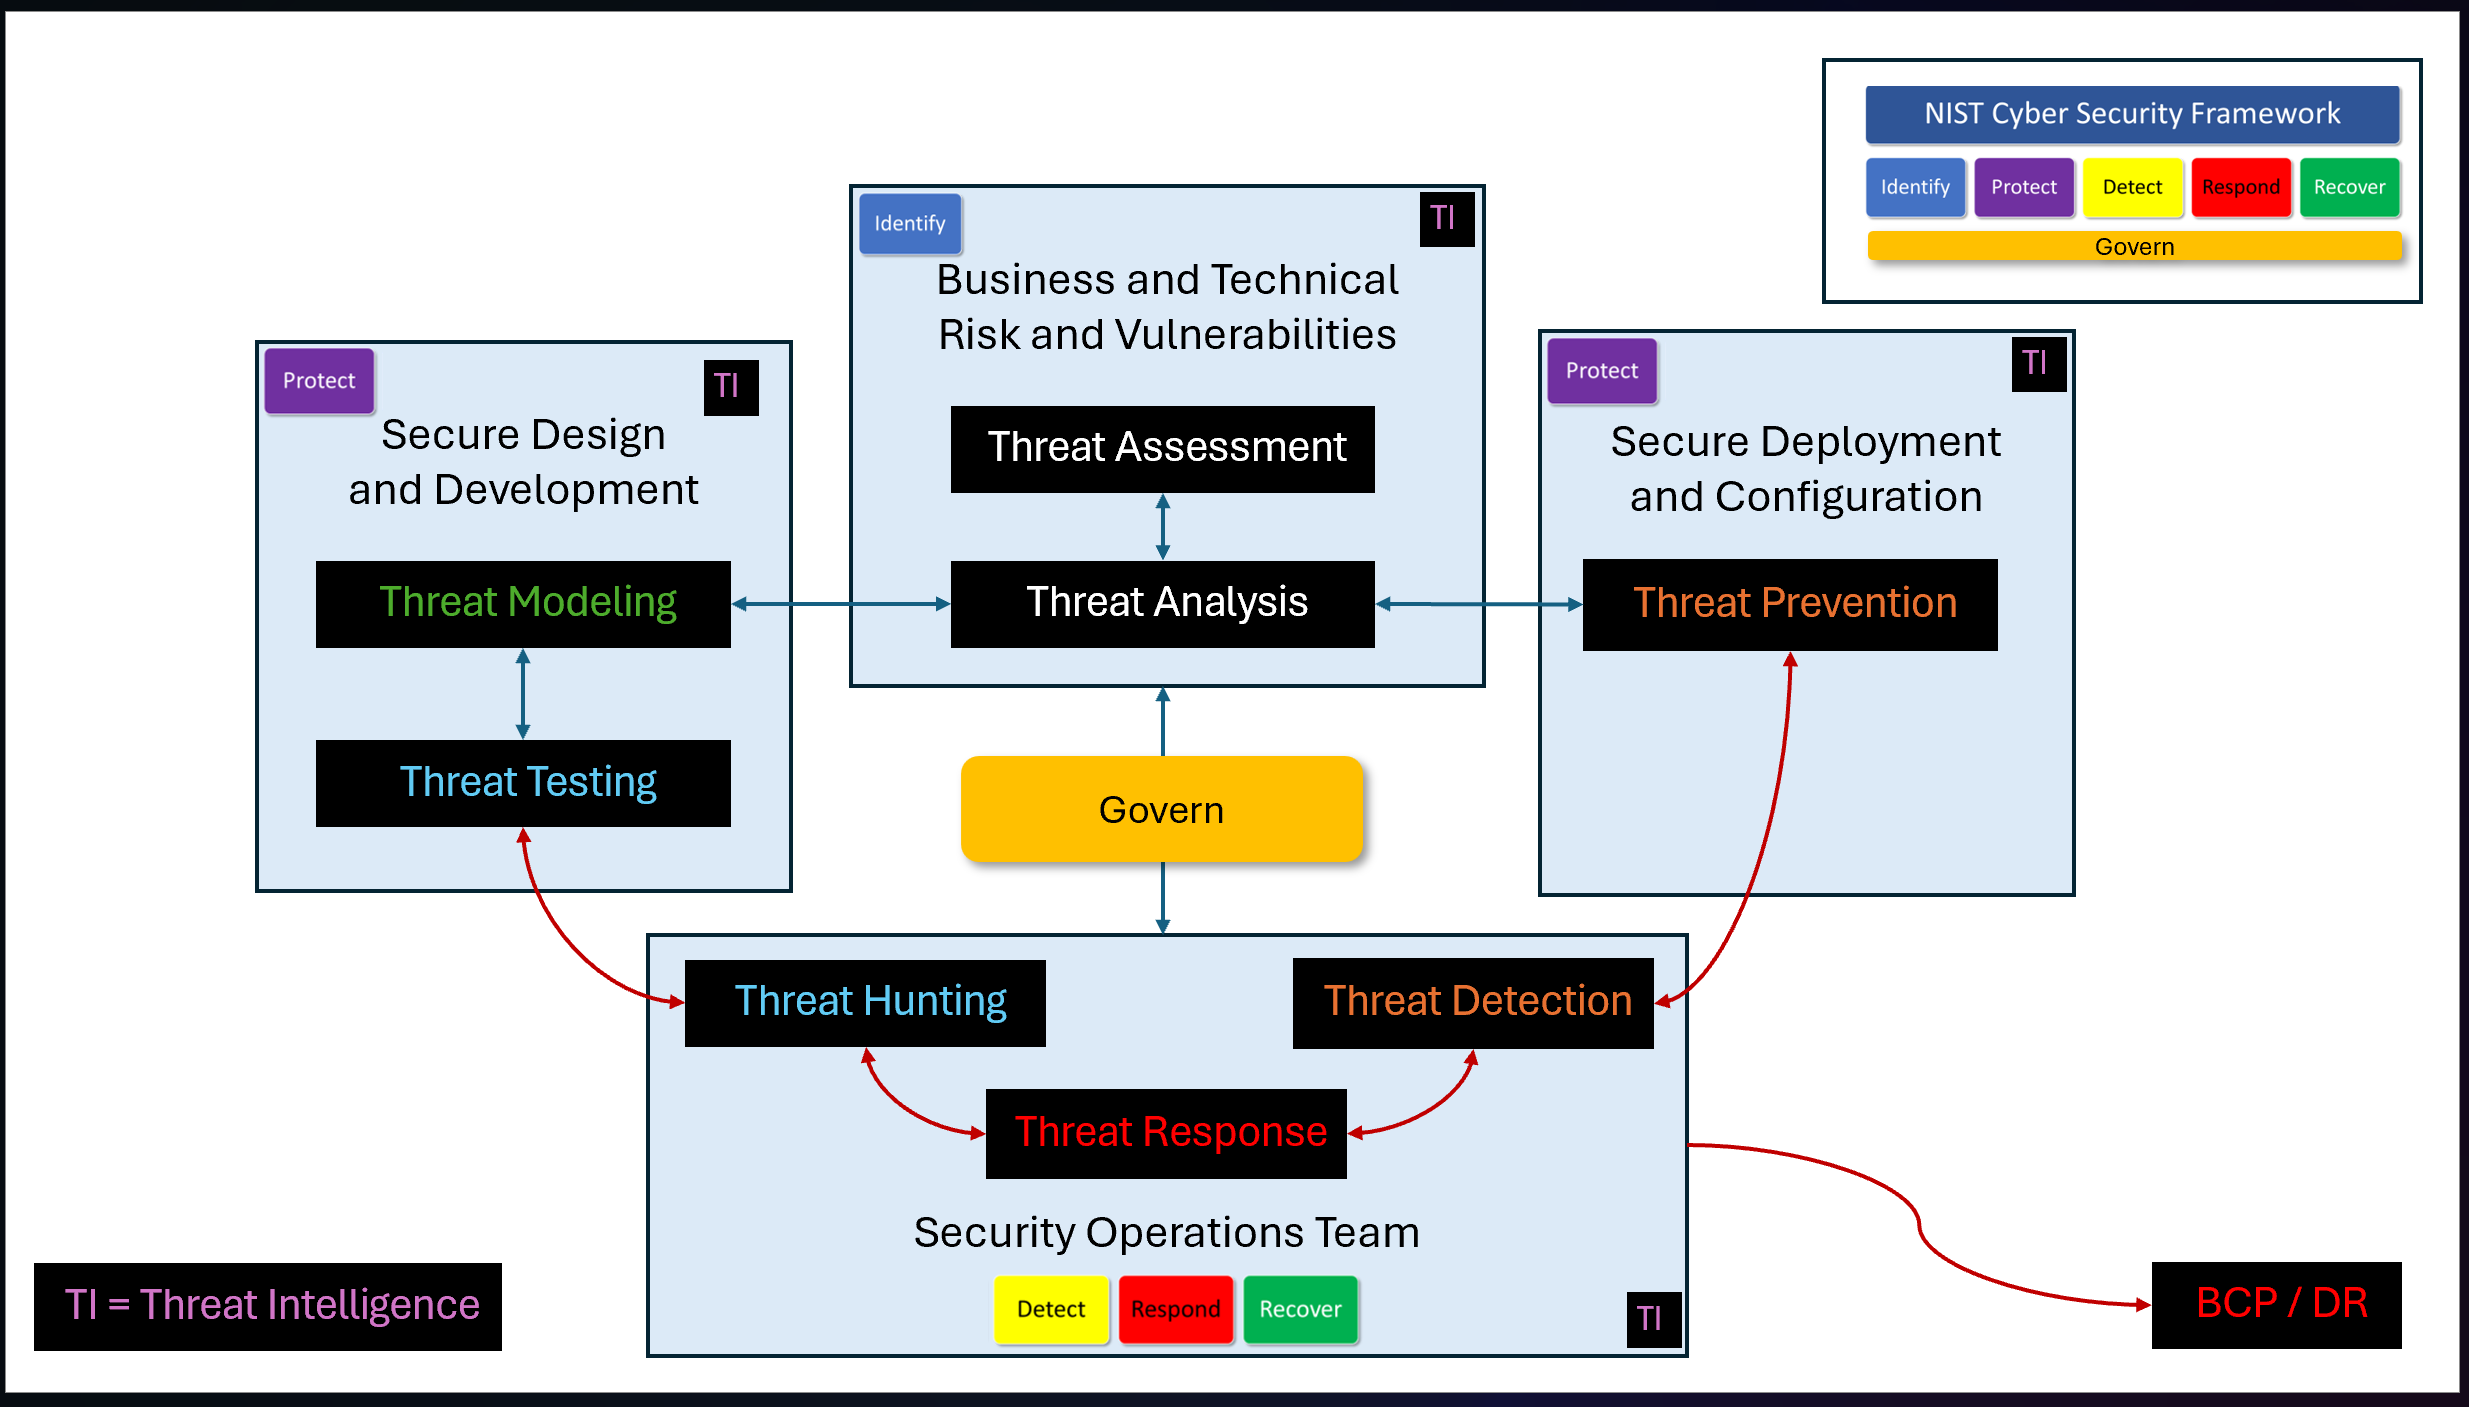 NIST Cyber Security Framework
Identify
Protect
Detect
Respond
Recover
Govern
Identify
TI
Business and Technical
Risk and Vulnerabilities
Threat Assessment
Threat Analysis
Protect
TI
Secure Design
and Development
Threat Modeling
Threat Testing
Protect
TI
Secure Deployment
and Configuration
Threat Prevention
Govern
Threat Hunting
Threat Detection
Threat Response
Security Operations Team
Detect
Respond
Recover
TI
TI = Threat Intelligence
BCP / DR